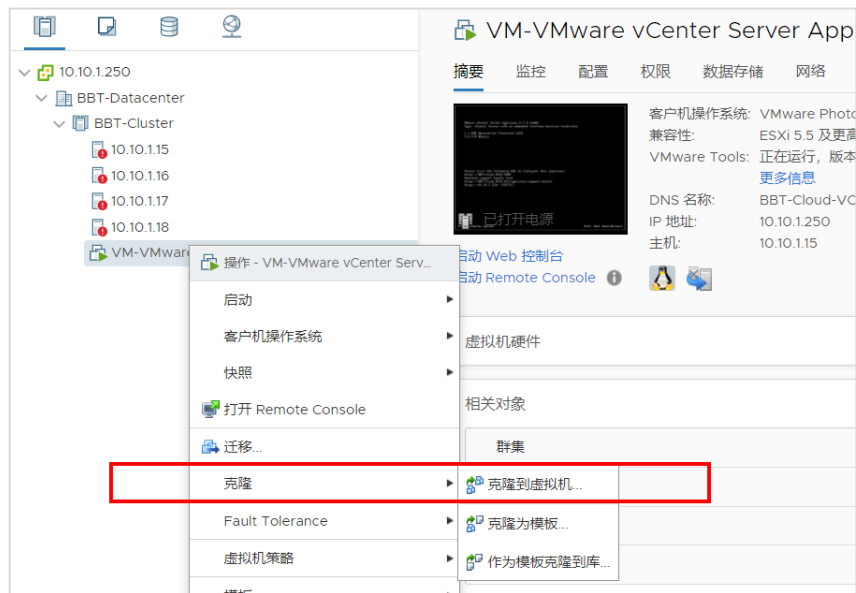 VM-VMware vCenter Server App
摘要 监控 配置 权限 数据存储 网络
10.10.1.250
BBT-Datacenter
BBT-Cluster
10.10.1.15
10.10.1.16
10.10.1.17
10.10.1.18
VM-VMware
已打开电源
客户机操作系统: VMware Photo
兼容性: ESXi 5.5 及更高
VMware Tools: 正在运行，版本
更多信息
DNS 名称: BBT-Cloud-VC
IP 地址: 10.10.1.250
主机: 10.10.1.15
启动 Web 控制台
启动 Remote Console
操作 - VM-VMware vCenter Serv...
启动
客户机操作系统
快照
打开 Remote Console
迁移...
克隆
Fault Tolerance
虚拟机策略
模板
克隆到虚拟机...
克隆为模板...
作为模板克隆到库...
虚拟机硬件
相关对象
群集